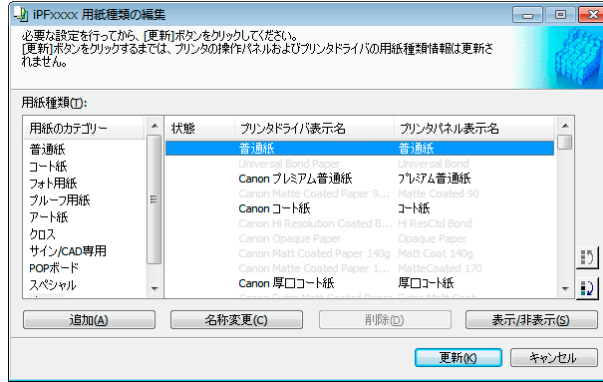 iPFxxxx 用紙種類の編集
必要な設定を行ってから、[更新]ボタンをクリックしてください。
[更新]ボタンをクリックするまでは、プリンタの操作パネルおよびプリンタドライバの用紙種類情報は更新さ
れません。
用紙種類(T):
用紙のカテゴリー
普通紙
コート紙
フォト用紙
プルーフ用紙
アート紙
クロス
サイン/CAD専用
POPボード
スペシャル
状態 プリンタドライバ表示名 プリンタパネル表示名
普通紙 普通紙
Universal Bond Paper Universal Bond
Canon プレミアム普通紙 プレミアム普通紙
Canon Matte Coated Paper 9... Matte Coated 90
Canon コート紙 コート紙
Canon Hi Resolution Coated B... Hi ResCtd Bond
Canon Opaque Paper Opaque Paper
Canon Matt Coated Paper 140g Matt Coat 140g
Canon Matte Coated Paper 1... MatteCoated 170
Canon 厚口コート紙 厚口コート紙
追加(A) 名称変更(C) 削除(D) 表示/非表示(S)
更新(K) キャンセル